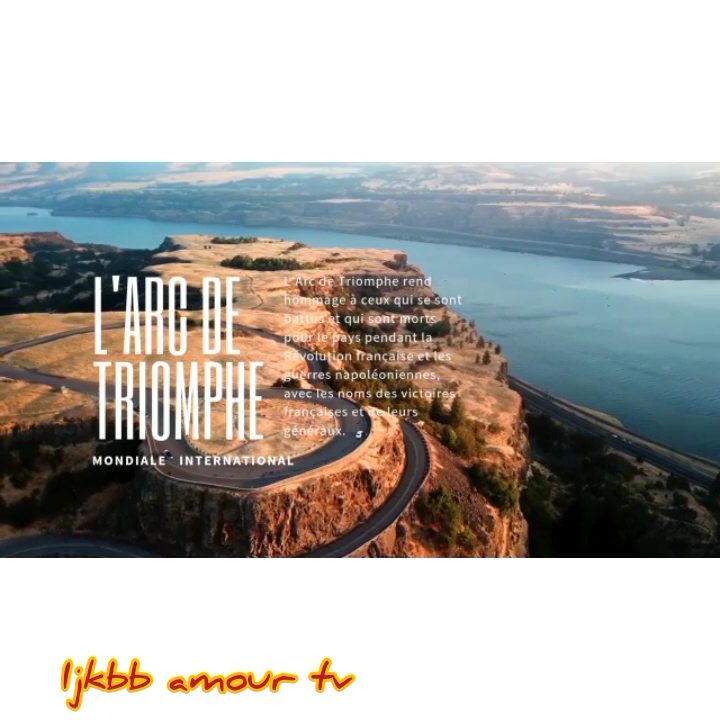 L'ARC DE
TRIOMPHE
MONDIALE INTERNATIONAL
L'Arc de Triomphe rend
hommage à ceux qui se sont
battus et qui sont morts
pour le pays pendant la
Révolution française et les
guerres napoléoniennes,
avec les noms des victoires
françaises et de leurs
généraux.
ljkbb amour tv